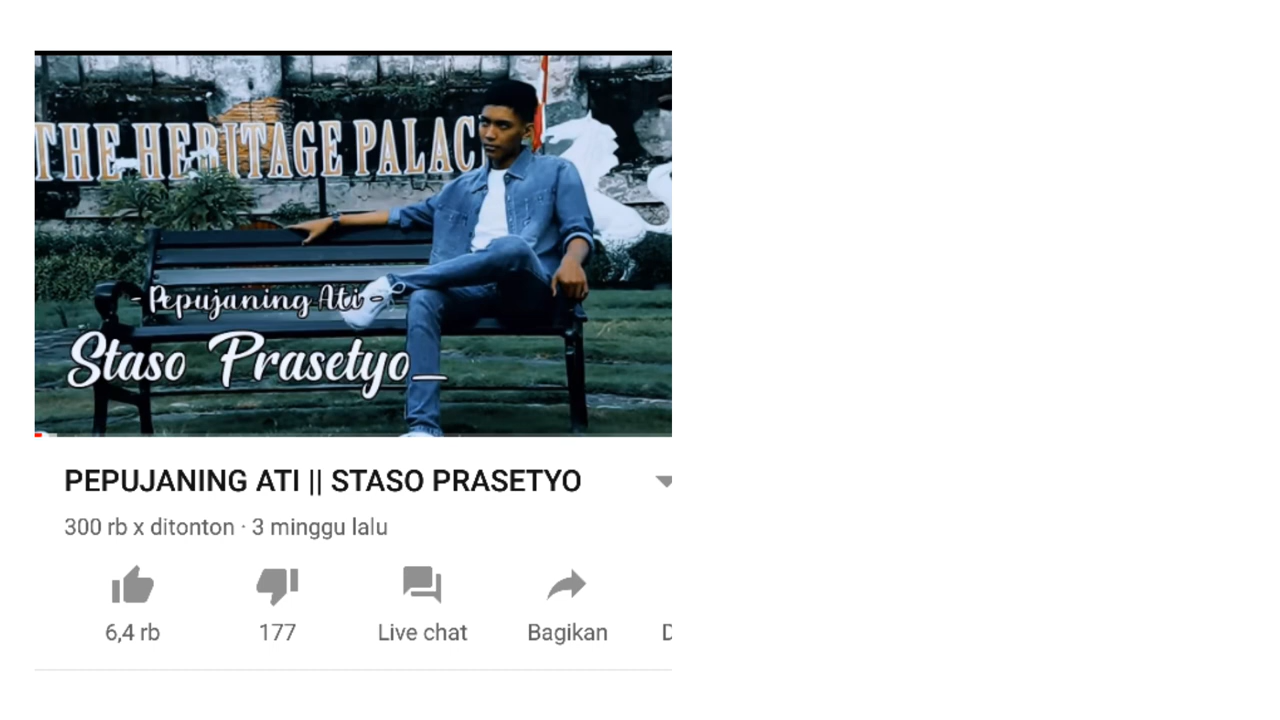 THE HERITAGE PALAC
- Pepujaning Ati -
Staso Prasetyo_
PEPUJANING ATI || STASO PRASETYO
300 rb x ditonton · 3 minggu lalu
6,4 rb 177 Live chat Bagikan